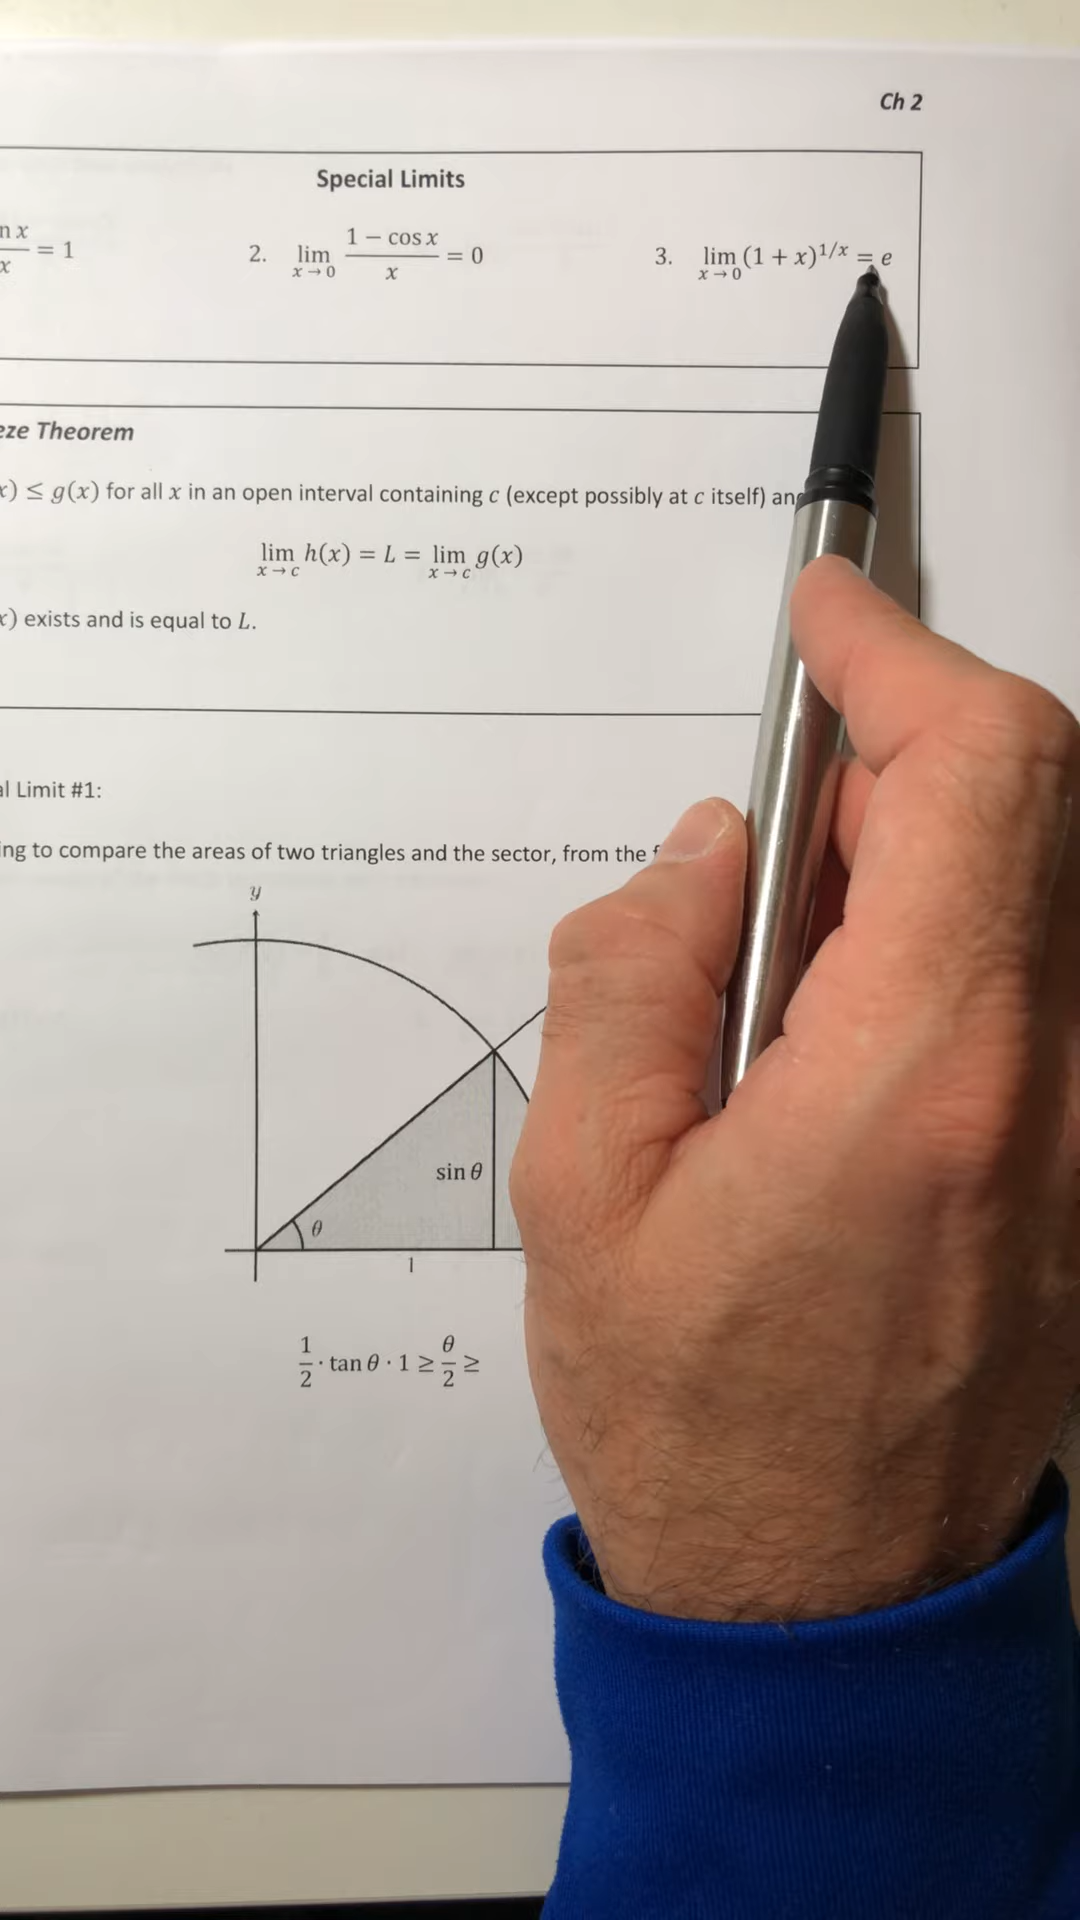 Ch 2
Special Limits
n x / x = 1
2. lim x→0 (1 − cos x) / x = 0
3. lim x→0 (1 + x)^1/x = e
eze Theorem
x) ≤ g(x) for all x in an open interval containing c (except possibly at c itself)
lim x→c h(x) = L = lim x→c g(x)
x) exists and is equal to L.
al Limit #1:
ing to compare the areas of two triangles and the sector, from the
y
sin θ
θ
1
1/2 · tan θ · 1 ≥ θ/2 ≥